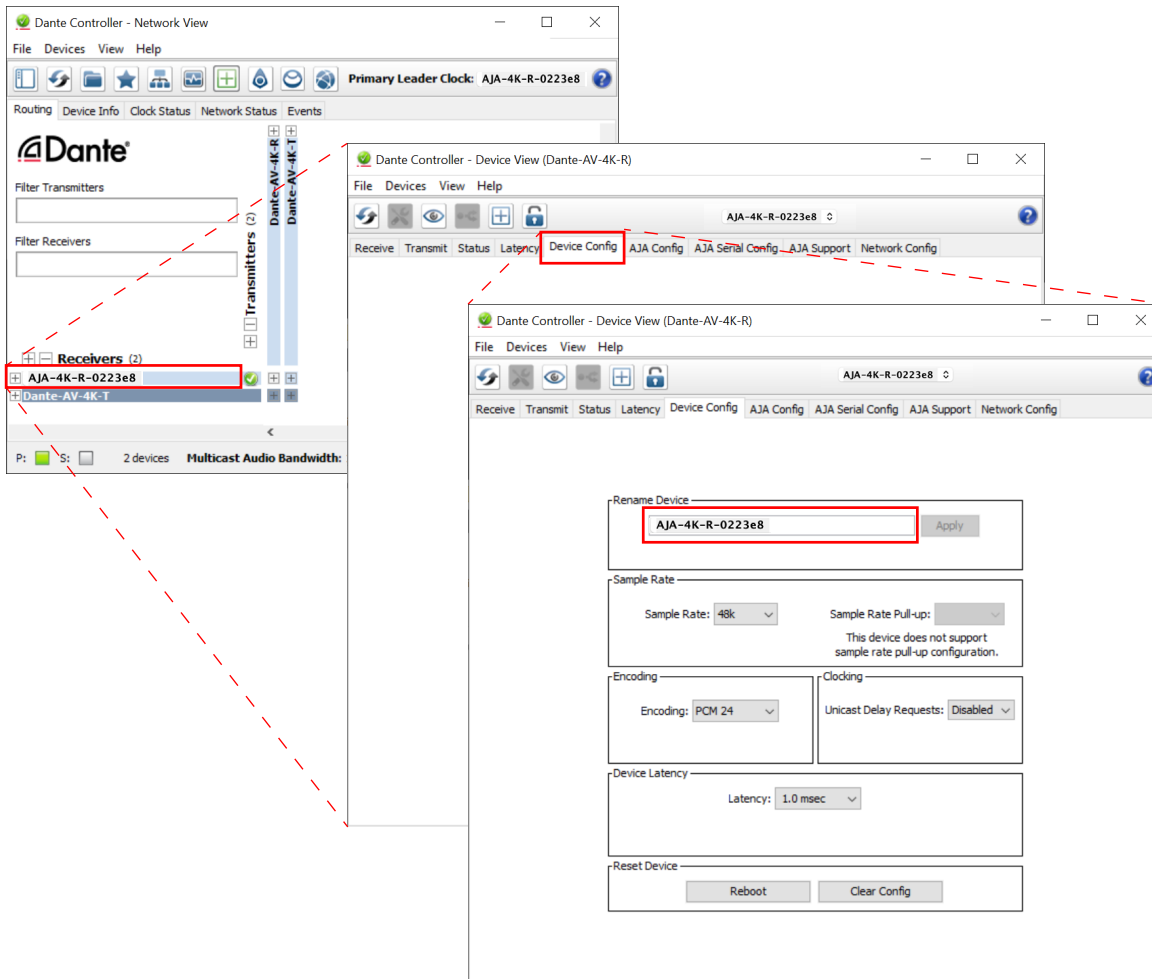 Dante Controller - Network View
File Devices View Help
Primary Leader Clock: AJA-4K-R-0223e8 ?
Routing Device Info Clock Status Network Status Events
Dante®
Filter Transmitters
Filter Receivers
Transmitters (2)
Dante-AV-4K-R
Dante-AV-4K-T
Receivers (2)
AJA-4K-R-0223e8
Dante-AV-4K-T
P: S: 2 devices Multicast Audio Bandwidth:
Dante Controller - Device View (Dante-AV-4K-R)
File Devices View Help
AJA-4K-R-0223e8 ?
Receive Transmit Status Latency Device Config AJA Config AJA Serial Config AJA Support Network Config
Dante Controller - Device View (Dante-AV-4K-R)
File Devices View Help
AJA-4K-R-0223e8 ?
Receive Transmit Status Latency Device Config AJA Config AJA Serial Config AJA Support Network Config
Rename Device
AJA-4K-R-0223e8 Apply
Sample Rate
Sample Rate: 48k Sample Rate Pull-up:
This device does not support
sample rate pull-up configuration.
Encoding Clocking
Encoding: PCM 24 Unicast Delay Requests: Disabled
Device Latency
Latency: 1.0 msec
Reset Device
Reboot Clear Config